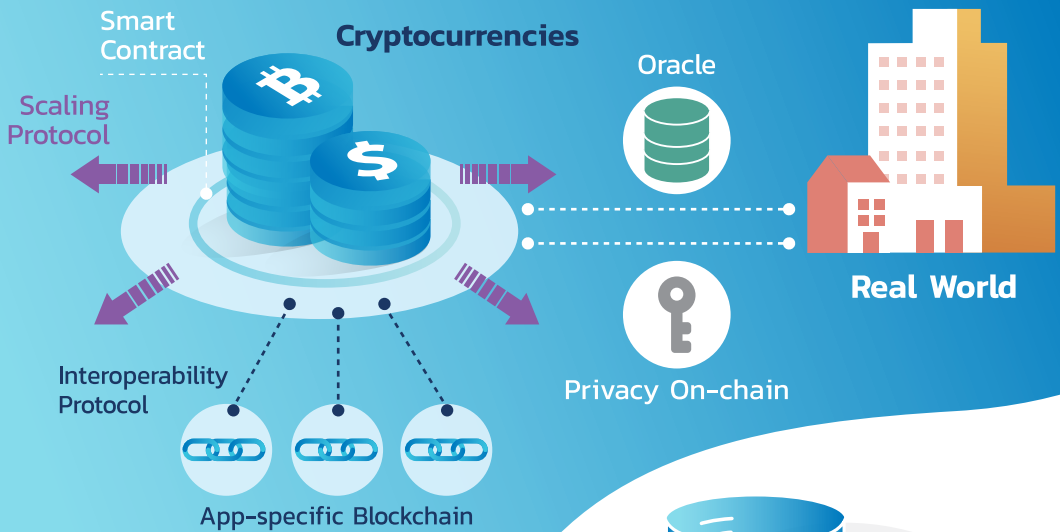 Smart
Contract
Cryptocurrencies
Scaling
Protocol
Oracle
Real World
Privacy On-chain
Interoperability
Protocol
App-specific Blockchain